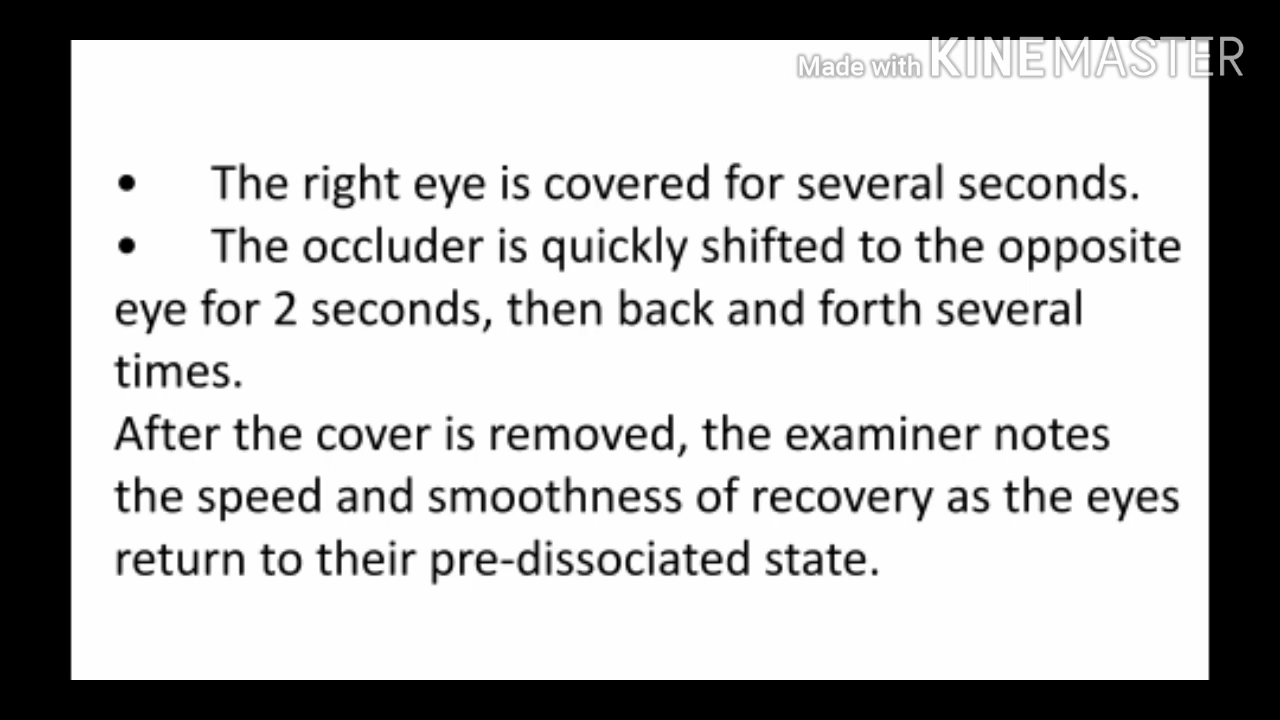 Made with KINEMASTER
• The right eye is covered for several seconds.
• The occluder is quickly shifted to the opposite
eye for 2 seconds, then back and forth several
times.
After the cover is removed, the examiner notes
the speed and smoothness of recovery as the eyes
return to their pre-dissociated state.